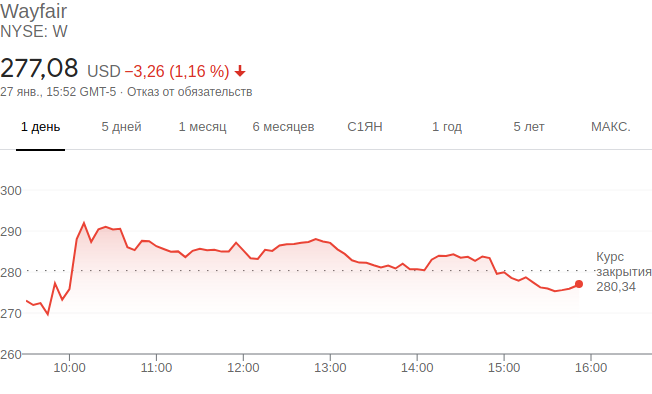 Wayfair
NYSE: W
277,08 USD −3,26 (1,16 %)
27 янв., 15:52 GMT-5 · Отказ от обязательств
1 день 5 дней 1 месяц 6 месяцев С1ЯН 1 год 5 лет МАКС.
300
290
Курс
280 закрытия
280,34
270
260
10:00 11:00 12:00 13:00 14:00 15:00 16:00